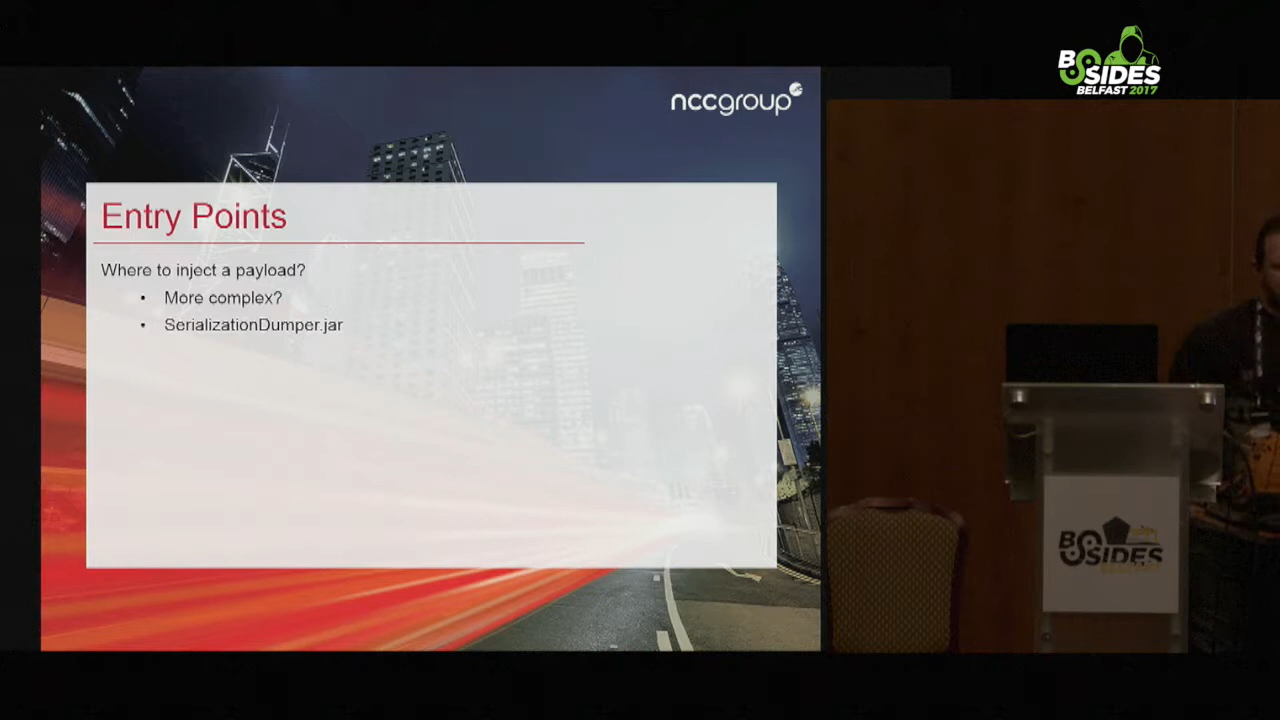 BSIDES
BELFAST 2017
nccgroup
Entry Points
Where to inject a payload?
• More complex?
• SerializationDumper.jar
BSIDES